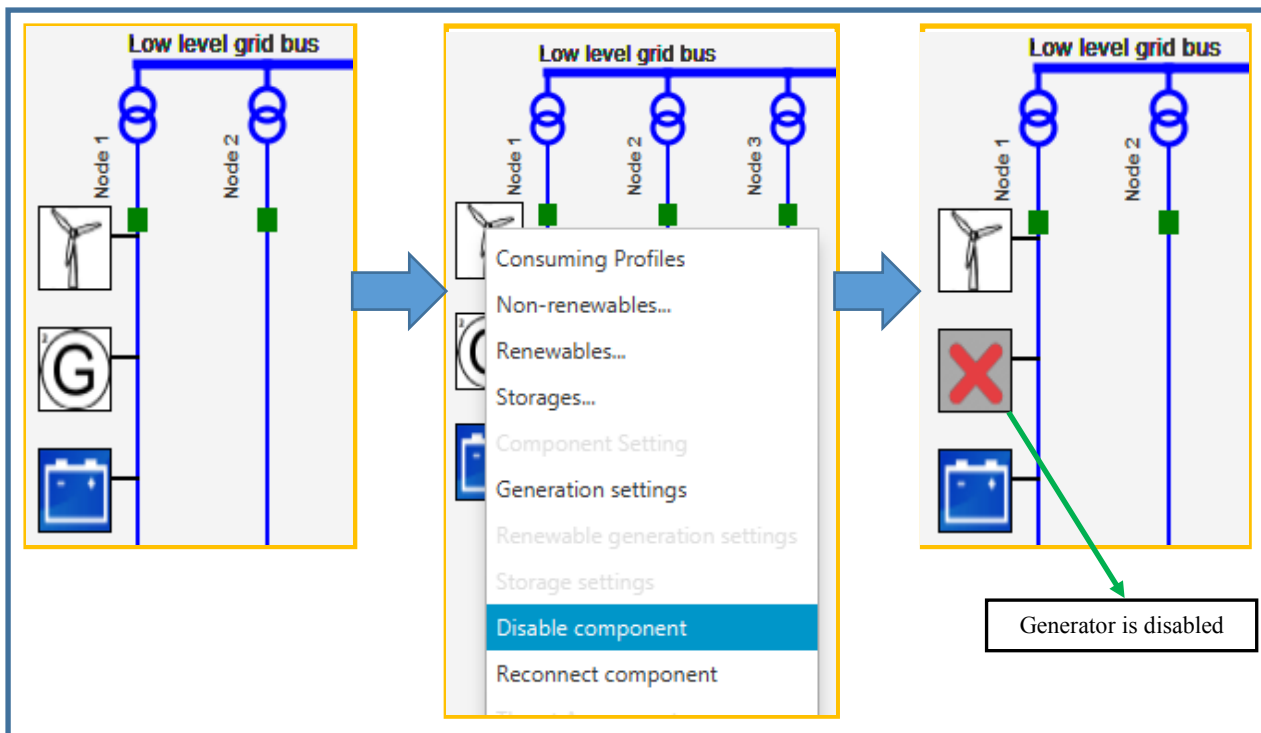 Low level grid bus
Node 1
Node 2
G
Low level grid bus
Node 1
Node 2
Node 3
Consuming Profiles
Non-renewables...
Renewables...
Storages...
Component Setting
Generation settings
Renewable generation settings
Storage settings
Disable component
Reconnect component
Low level grid bus
Node 1
Node 2
Generator is disabled